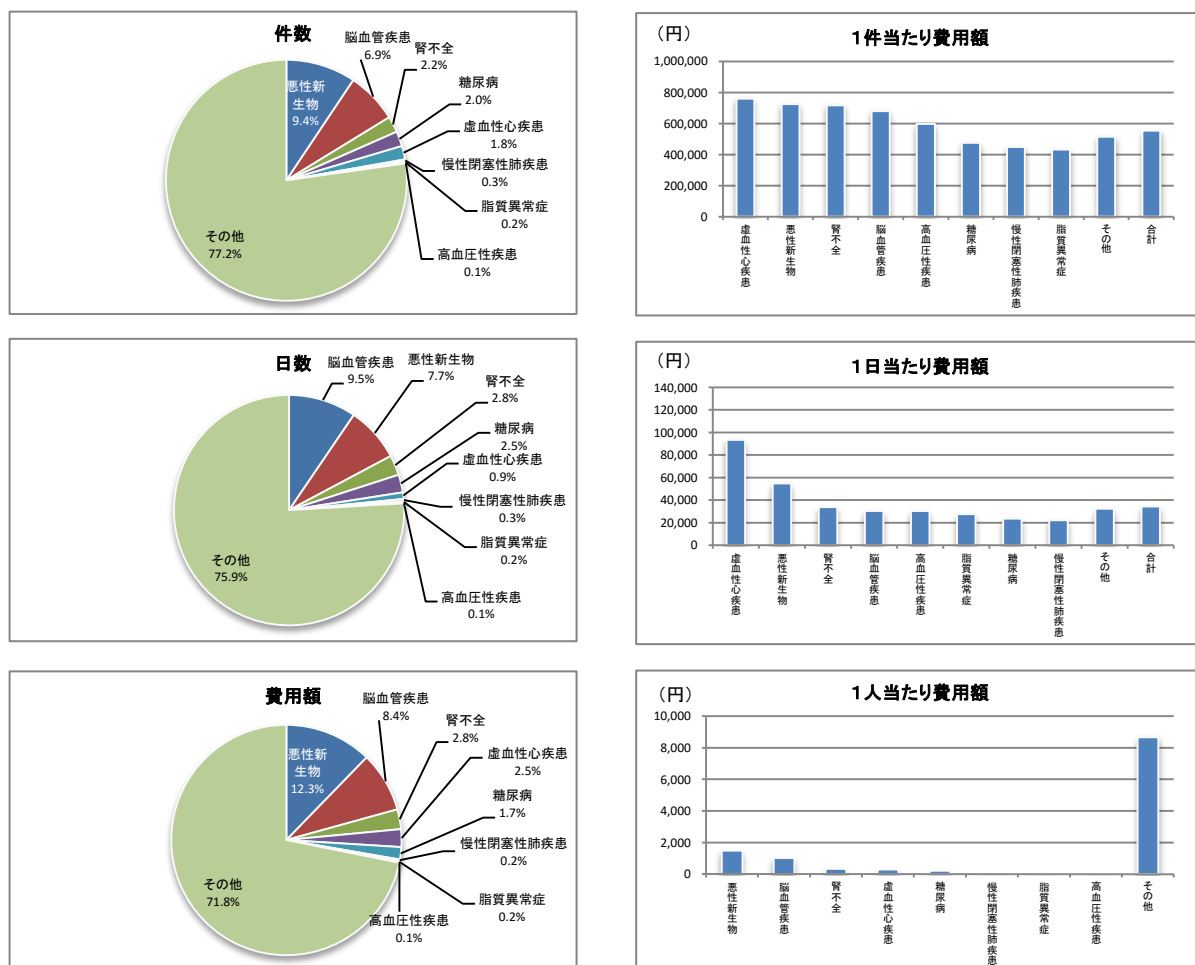 件数
悪性新
生物
9.4%
脳血管疾患
6.9%
腎不全
2.2%
糖尿病
2.0%
虚血性心疾患
1.8%
慢性閉塞性肺疾患
0.3%
脂質異常症
0.2%
高血圧性疾患
0.1%
その他
77.2%
(円)
1件当たり費用額
1,000,000
800,000
600,000
400,000
200,000
0
虚血性心疾患
悪性新生物
腎不全
脳血管疾患
高血圧性疾患
糖尿病
慢性閉塞性肺疾患
脂質異常症
その他
合計
日数
脳血管疾患
9.5%
悪性新生物
7.7%
腎不全
2.8%
糖尿病
2.5%
虚血性心疾患
0.9%
慢性閉塞性肺疾患
0.3%
脂質異常症
0.2%
高血圧性疾患
0.1%
その他
75.9%
(円)
1日当たり費用額
140,000
120,000
100,000
80,000
60,000
40,000
20,000
0
虚血性心疾患
悪性新生物
腎不全
脳血管疾患
高血圧性疾患
脂質異常症
糖尿病
慢性閉塞性肺疾患
その他
合計
費用額
悪性新
生物
12.3%
脳血管疾患
8.4%
腎不全
2.8%
虚血性心疾患
2.5%
糖尿病
1.7%
慢性閉塞性肺疾患
0.2%
脂質異常症
0.2%
高血圧性疾患
0.1%
その他
71.8%
(円)
1人当たり費用額
10,000
8,000
6,000
4,000
2,000
0
悪性新生物
脳血管疾患
腎不全
虚血性心疾患
糖尿病
慢性閉塞性肺疾患
脂質異常症
高血圧性疾患
その他